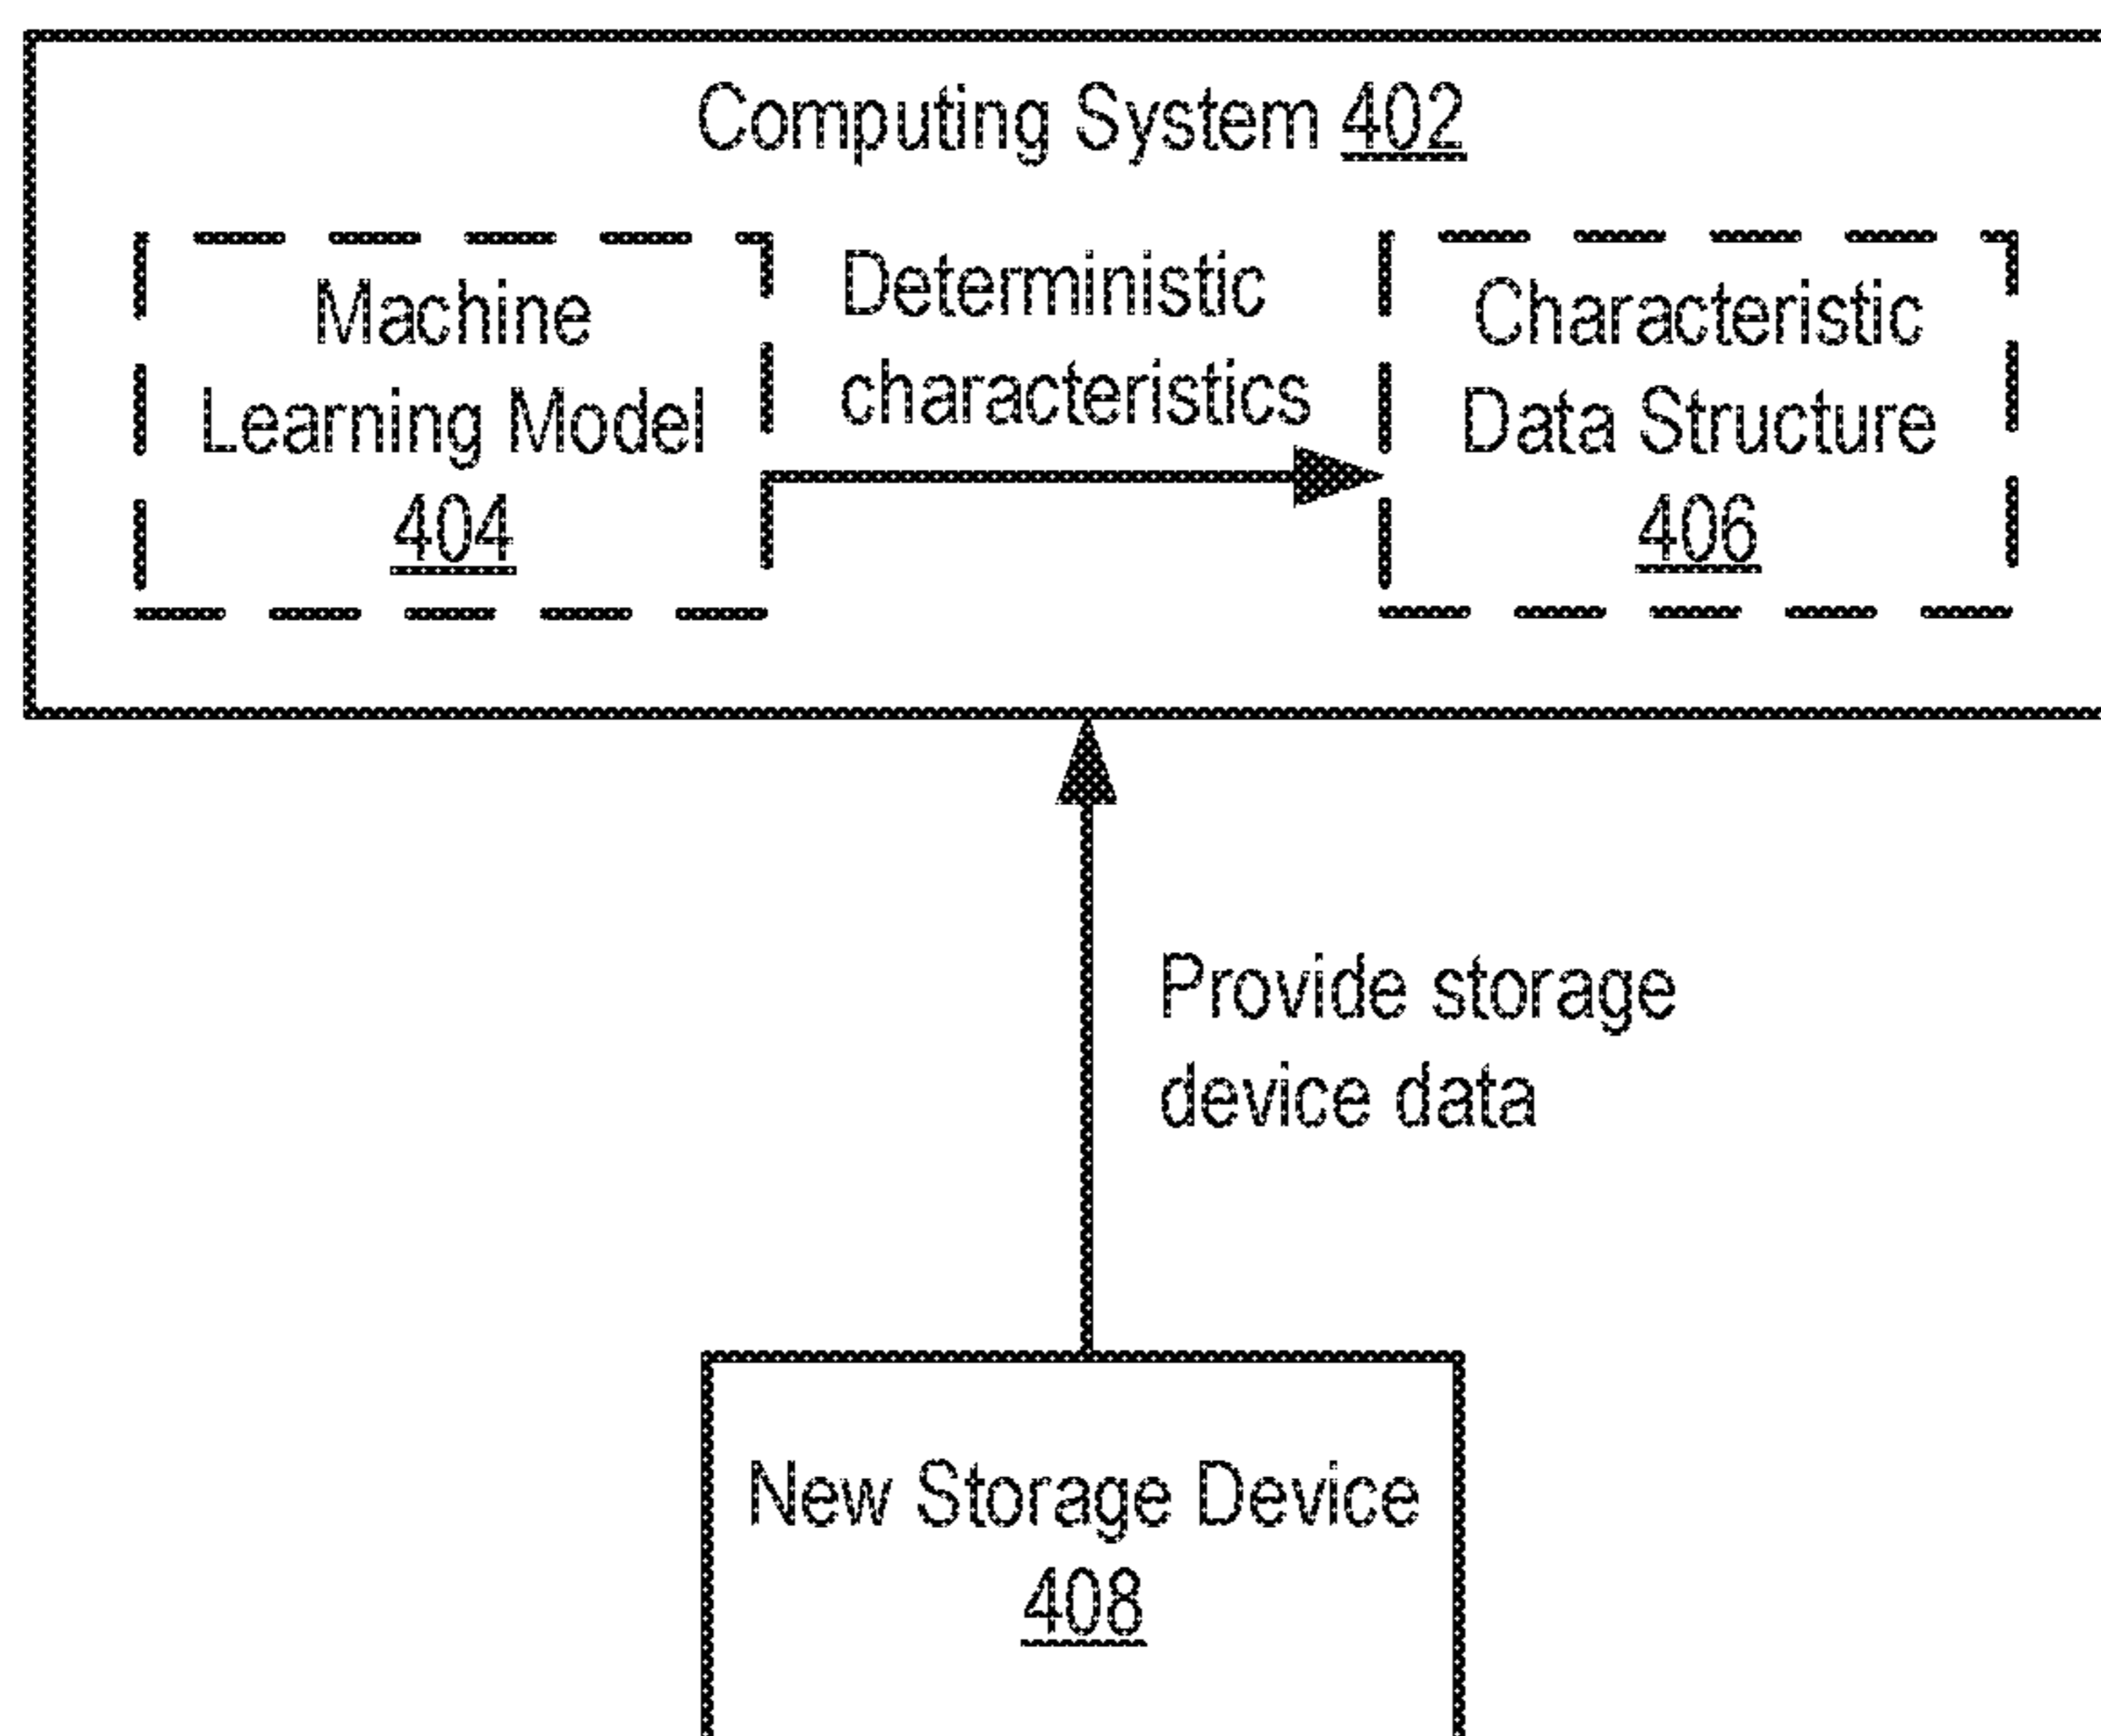 Computing System 402
Machine
Learning Model
404
Deterministic
characteristics
Characteristic
Data Structure
406
Provide storage
device data
New Storage Device
408